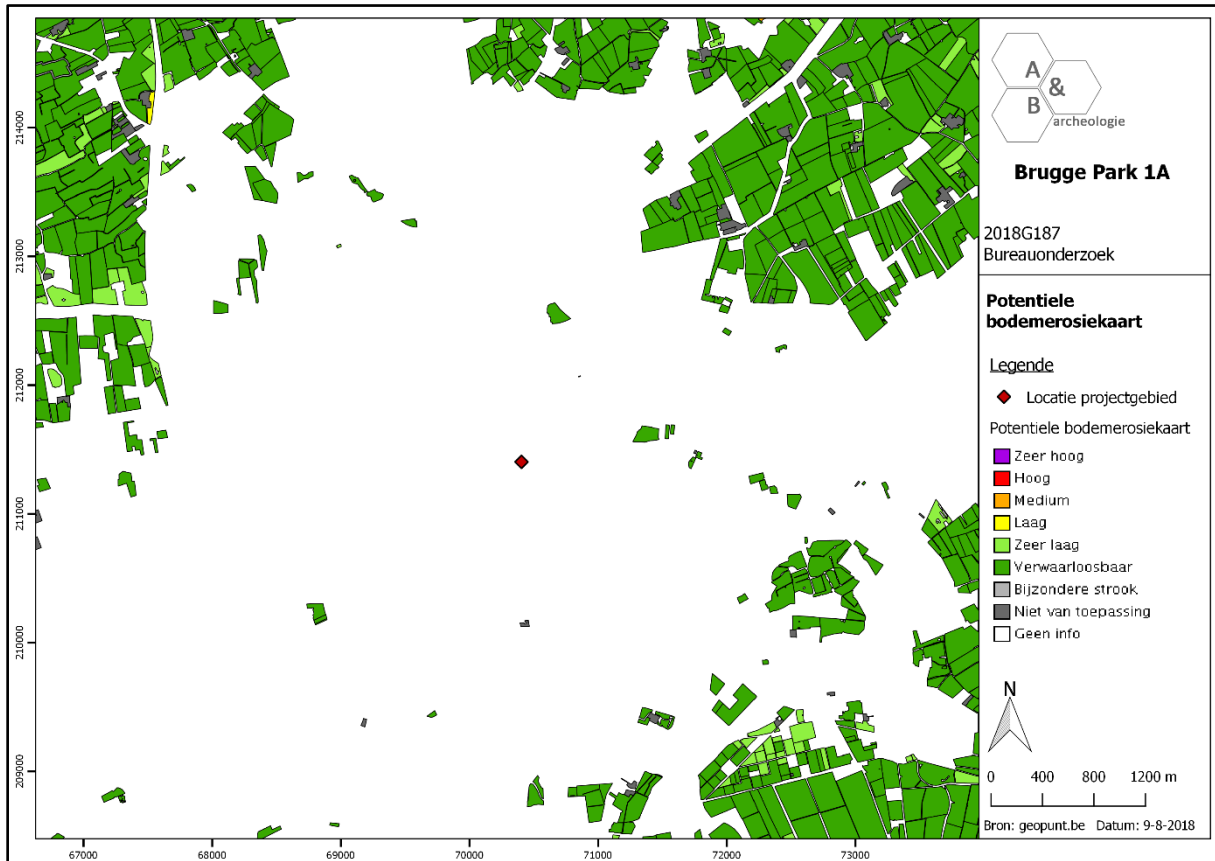 A
&
B
archeologie
Brugge Park 1A
2018G187
Bureauonderzoek
Potentiele
bodemerosiekaart
Legende
Locatie projectgebied
Potentiele bodemerosiekaart
Zeer hoog
Hoog
Medium
Laag
Zeer laag
Verwaarloosbaar
Bijzondere strook
Niet van toepassing
Geen info
N
0 400 800 1200 m
Bron: geopunt.be Datum: 9-8-2018
214000
213000
212000
211000
210000
209000
67000 68000 69000 70000 71000 72000 73000